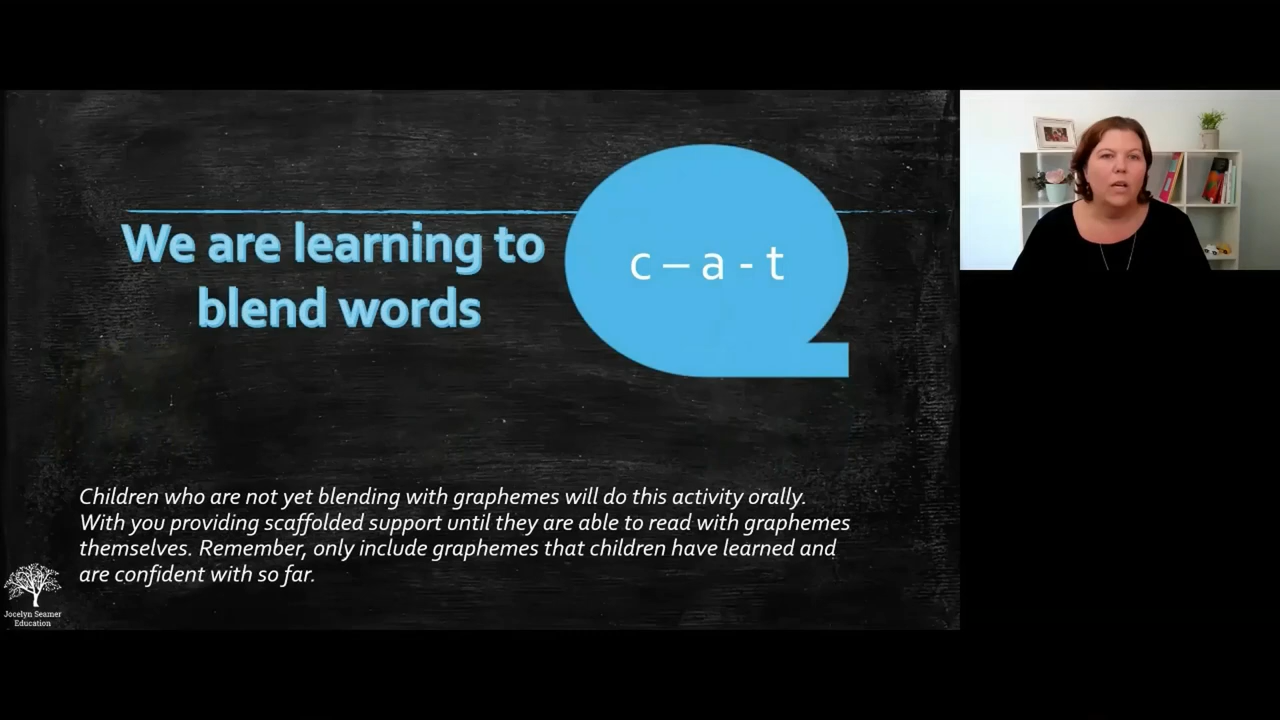 We are learning to
blend words
c – a - t
Children who are not yet blending with graphemes will do this activity orally.
With you providing scaffolded support until they are able to read with graphemes
themselves. Remember, only include graphemes that children have learned and
are confident with so far.
Jocelyn Seamer
Education